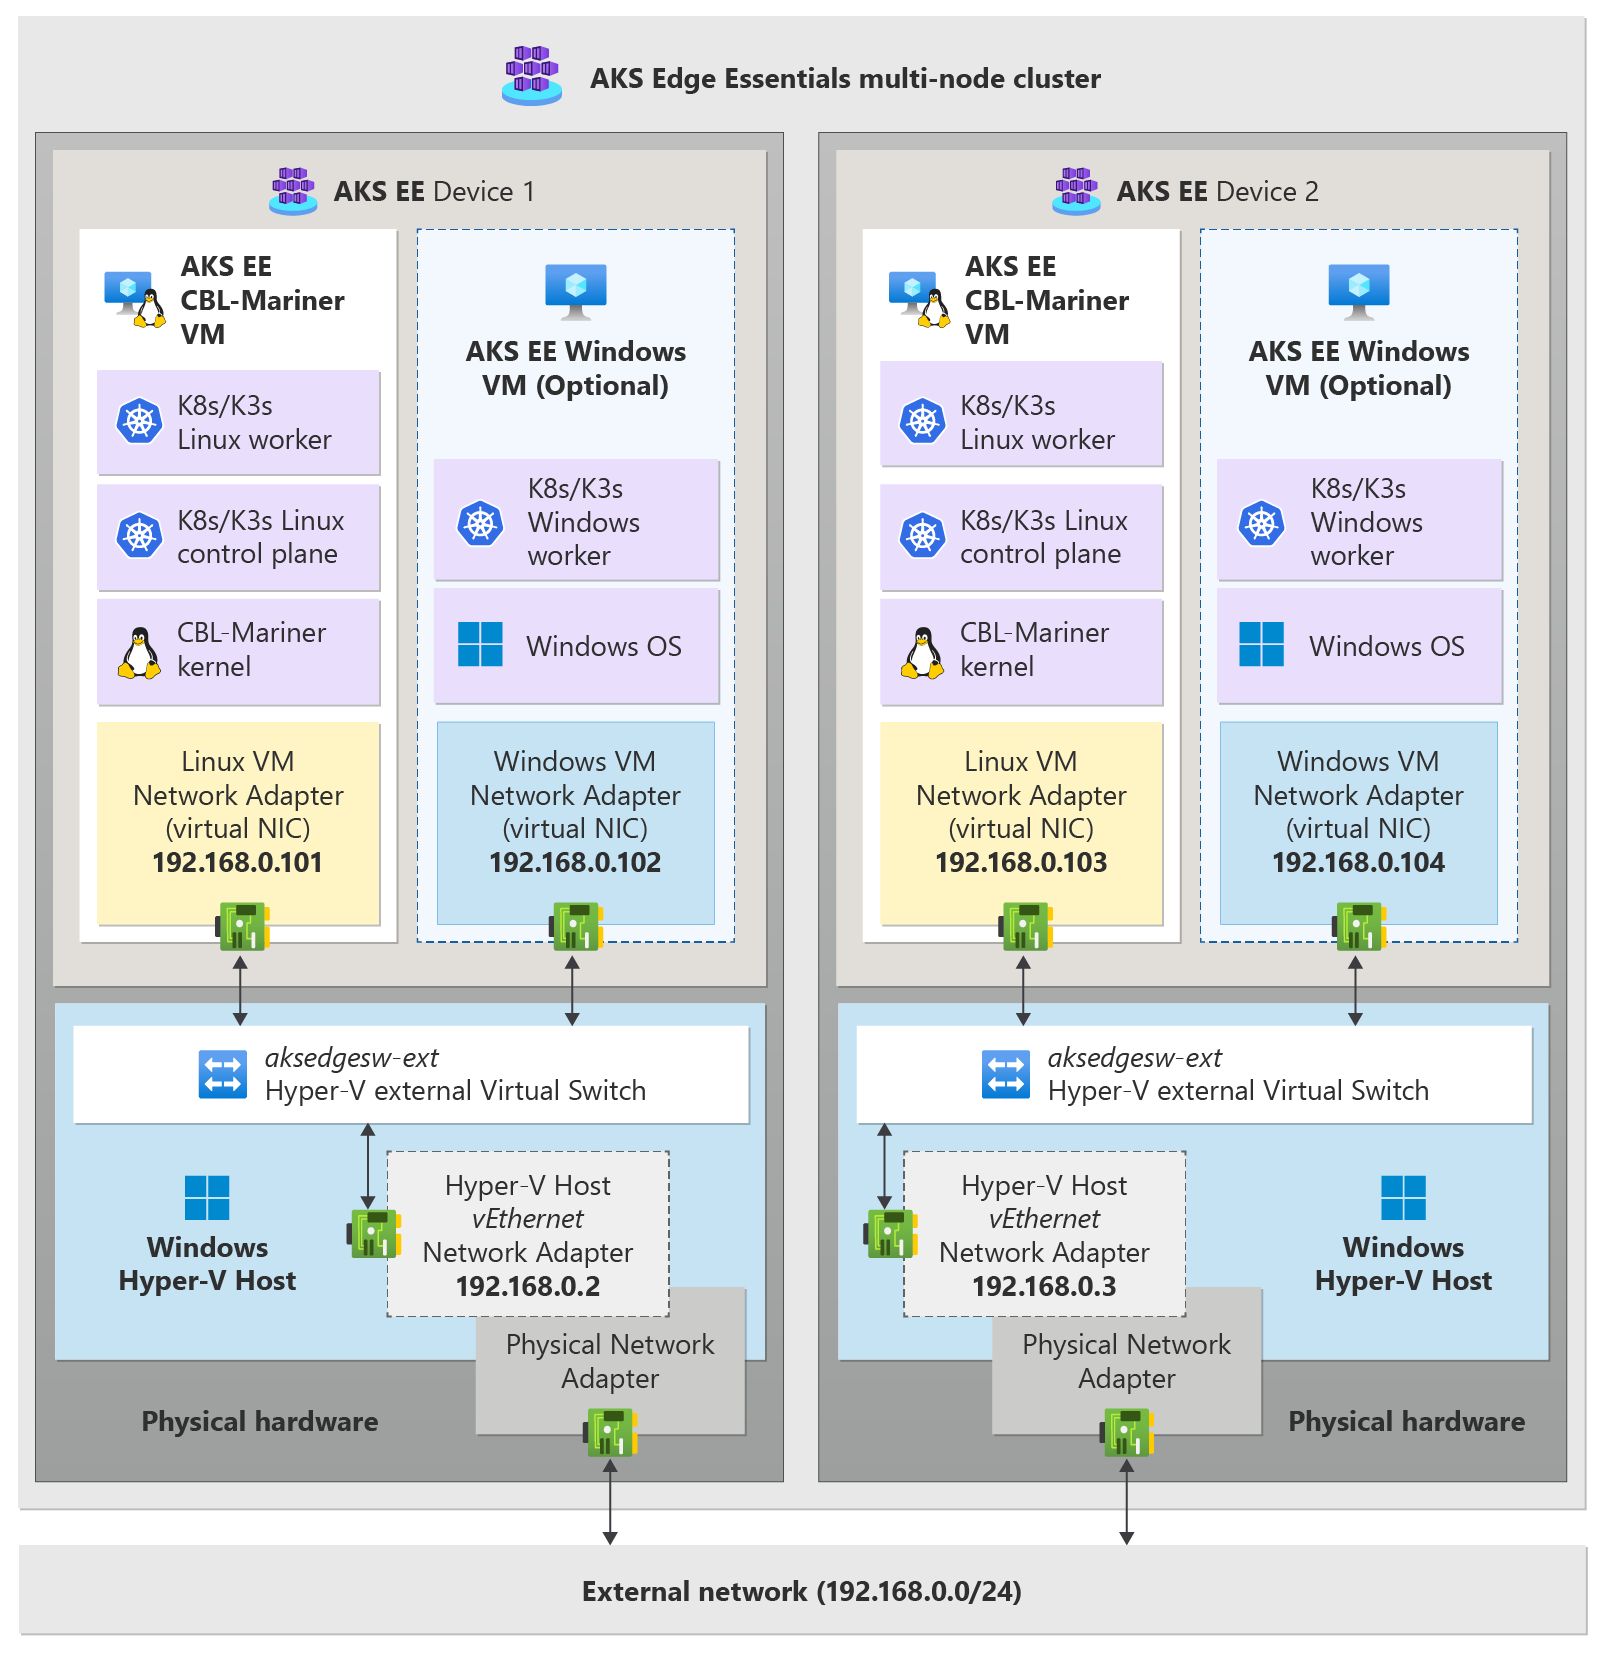 AKS Edge Essentials multi-node cluster
AKS EE Device 1
AKS EE
CBL-Mariner
VM
K8s/K3s
Linux worker
K8s/K3s Linux
control plane
CBL-Mariner
kernel
Linux VM
Network Adapter
(virtual NIC)
192.168.0.101
AKS EE Windows
VM (Optional)
K8s/K3s
Windows
worker
Windows OS
Windows VM
Network Adapter
(virtual NIC)
192.168.0.102
aksedgesw-ext
Hyper-V external Virtual Switch
Windows
Hyper-V Host
Hyper-V Host
vEthernet
Network Adapter
192.168.0.2
Physical Network
Adapter
Physical hardware
AKS EE Device 2
AKS EE
CBL-Mariner
VM
K8s/K3s
Linux worker
K8s/K3s Linux
control plane
CBL-Mariner
kernel
Linux VM
Network Adapter
(virtual NIC)
192.168.0.103
AKS EE Windows
VM (Optional)
K8s/K3s
Windows
worker
Windows OS
Windows VM
Network Adapter
(virtual NIC)
192.168.0.104
aksedgesw-ext
Hyper-V external Virtual Switch
Hyper-V Host
vEthernet
Network Adapter
192.168.0.3
Windows
Hyper-V Host
Physical Network
Adapter
Physical hardware
External network (192.168.0.0/24)